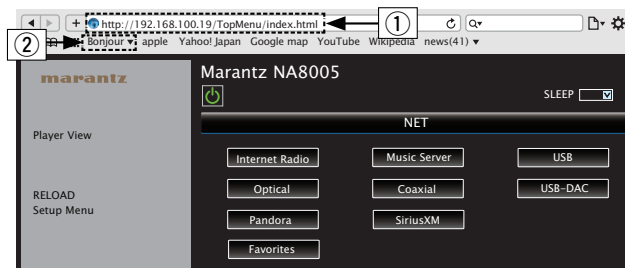 http://192.168.100.19/TopMenu/index.html
1
2
Bonjour ▾ apple Yahoo! Japan Google map YouTube Wikipedia news(41) ▾
marantz
Marantz NA8005
SLEEP
NET
Player View
Internet Radio Music Server USB
Optical Coaxial USB-DAC
RELOAD
Setup Menu
Pandora SiriusXM
Favorites